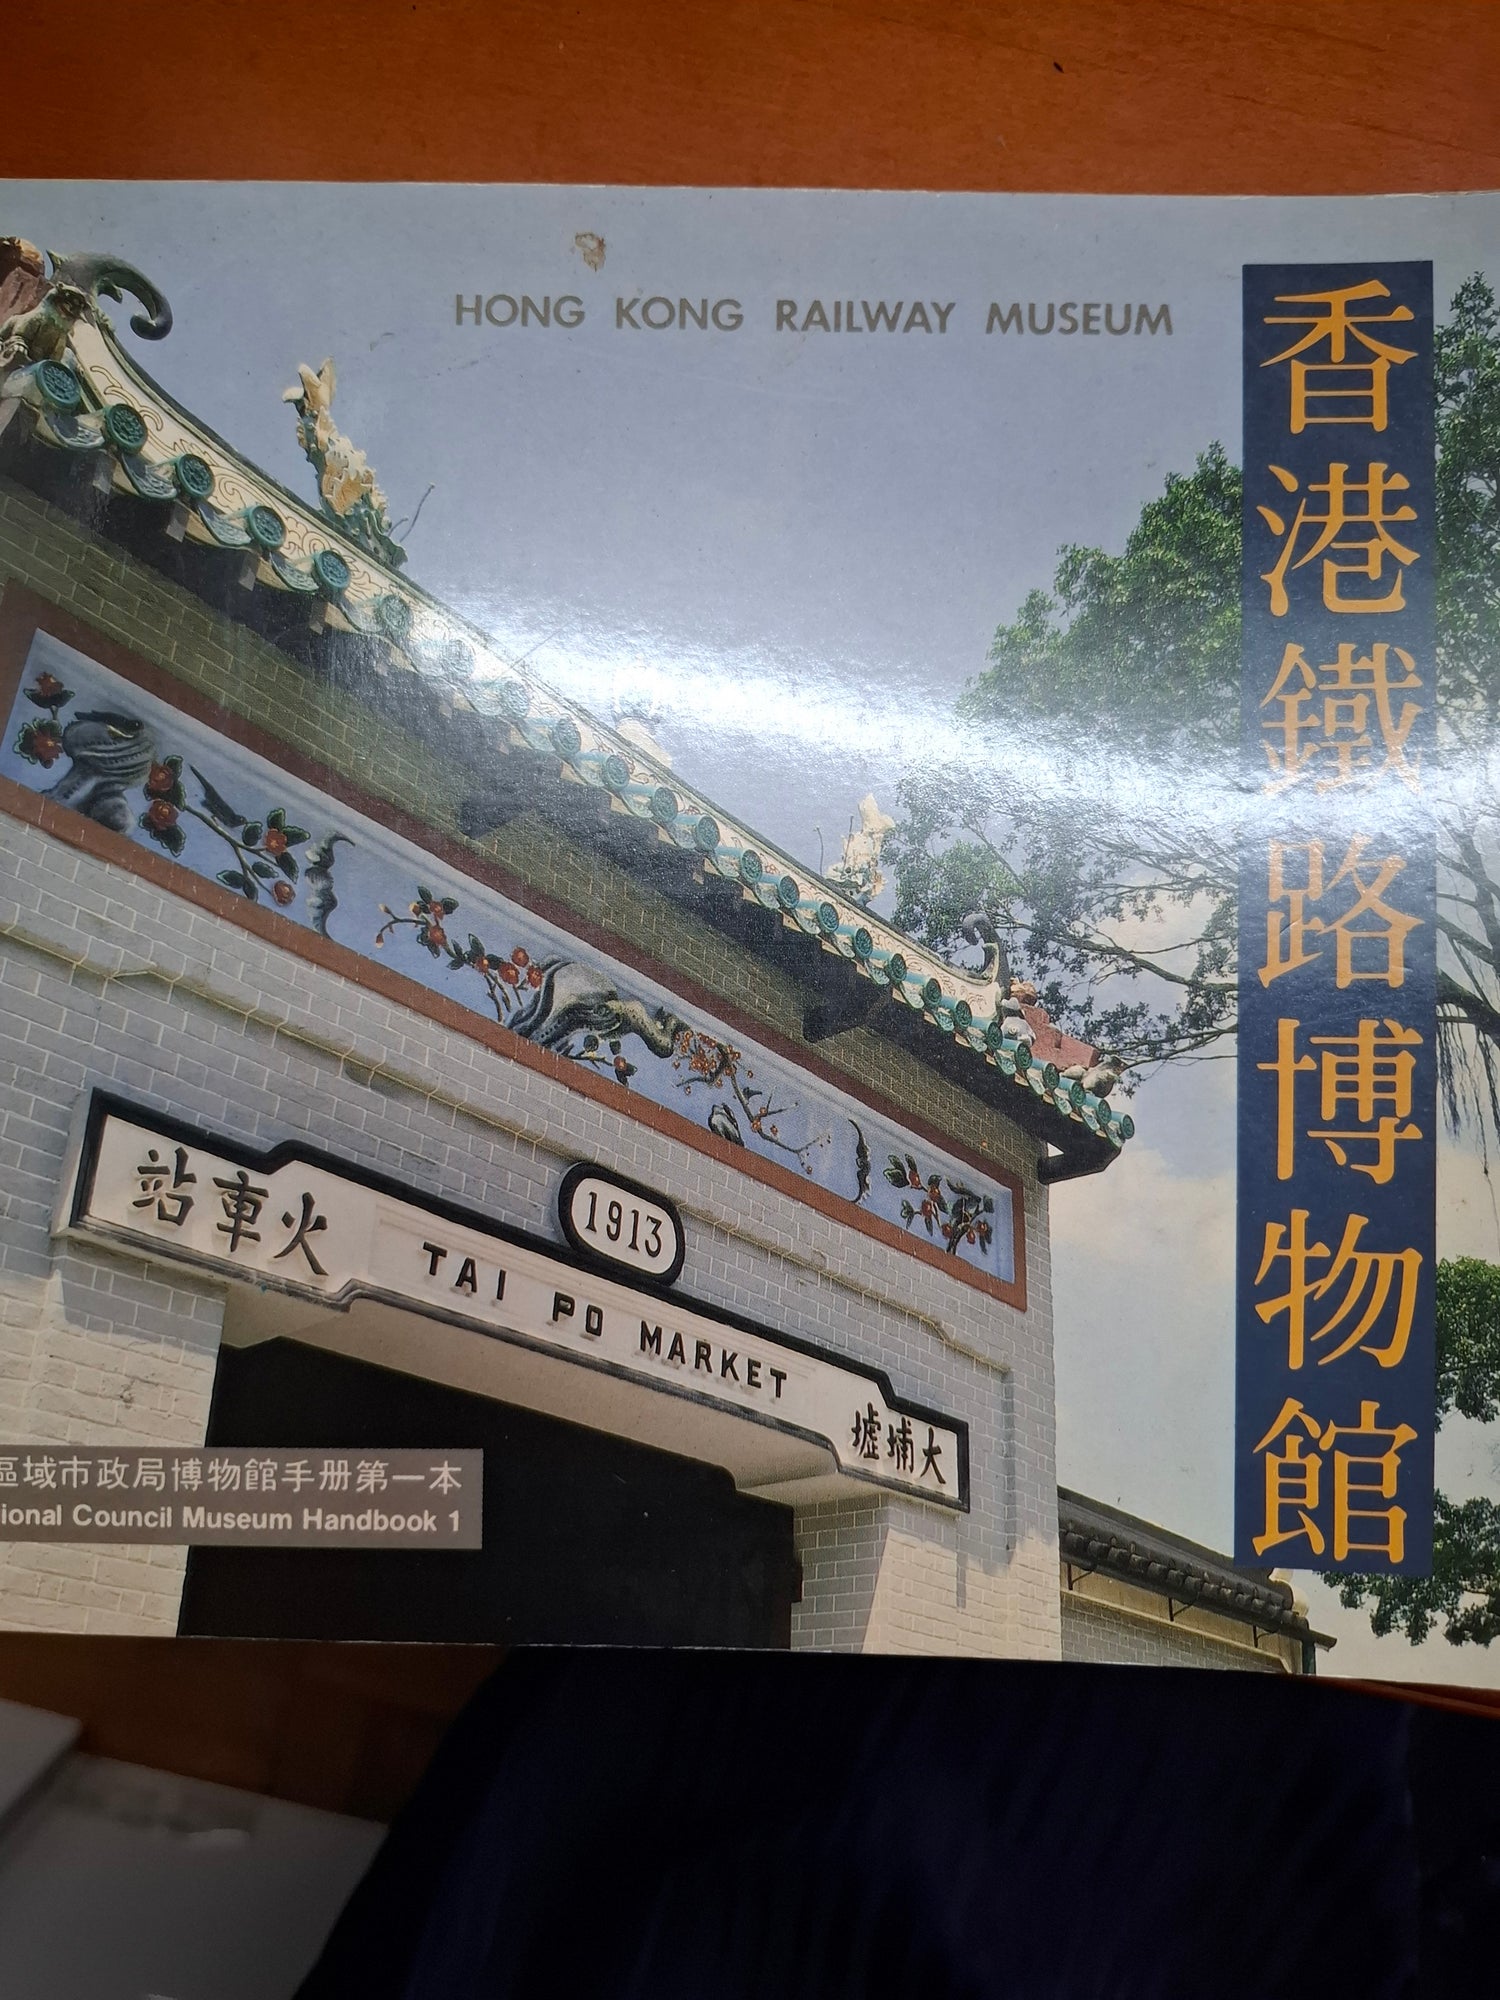 HONG KONG RAILWAY MUSEUM
香港鐵路博物館
1913
站車火
TAI PO MARKET
墟埔大
區域市政局博物館手册第一本
ional Council Museum Handbook 1